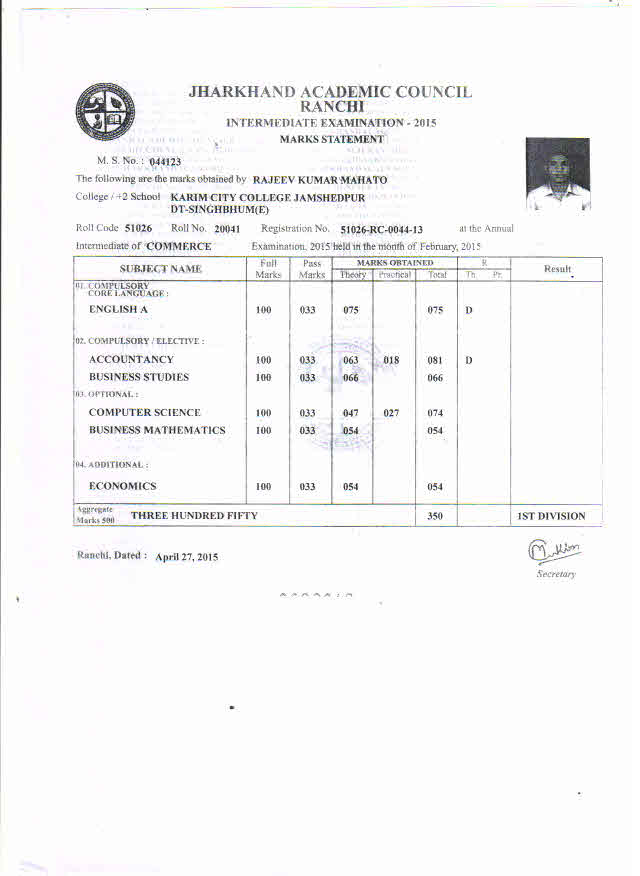 JHARKHAND ACADEMIC COUNCIL
RANCHI
INTERMEDIATE EXAMINATION - 2015
MARKS STATEMENT
M. S. No. : 044123
The following are the marks obtained by RAJEEV KUMAR MAHATO
College / +2 School KARIM CITY COLLEGE JAMSHEDPUR
DT-SINGHBHUM(E)
Roll Code 51026 Roll No. 20041 Registration No. 51026-RC-0044-13 at the Annual
Intermediate of COMMERCE Examination, 2015 held in the month of February, 2015
SUBJECT NAME Full Marks Pass Marks MARKS OBTAINED R Result
Theory Practical Total Th. Pr.
01. COMPULSORY
CORE LANGUAGE :
ENGLISH A 100 033 075 075 D
02. COMPULSORY / ELECTIVE :
ACCOUNTANCY 100 033 063 018 081 D
BUSINESS STUDIES 100 033 066 066
03. OPTIONAL :
COMPUTER SCIENCE 100 033 047 027 074
BUSINESS MATHEMATICS 100 033 054 054
04. ADDITIONAL :
ECONOMICS 100 033 054 054
Aggregate Marks 500 THREE HUNDRED FIFTY 350 1ST DIVISION
Ranchi, Dated : April 27, 2015
Secretary